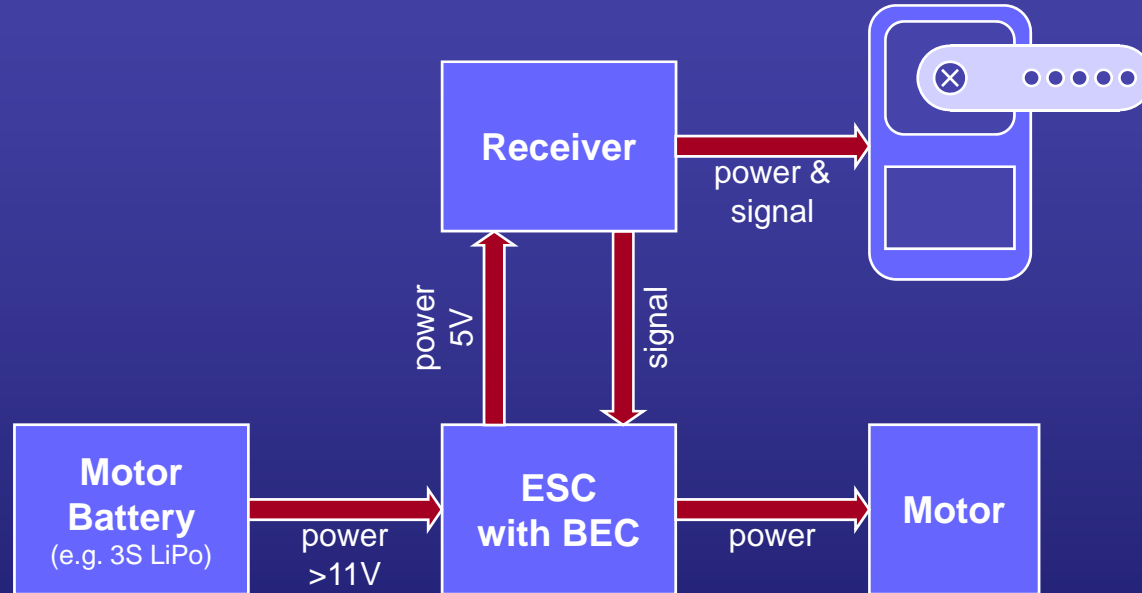 Receiver
power &
signal
power
5V
signal
Motor
Battery
(e.g. 3S LiPo)
power
>11V
ESC
with BEC
power
Motor